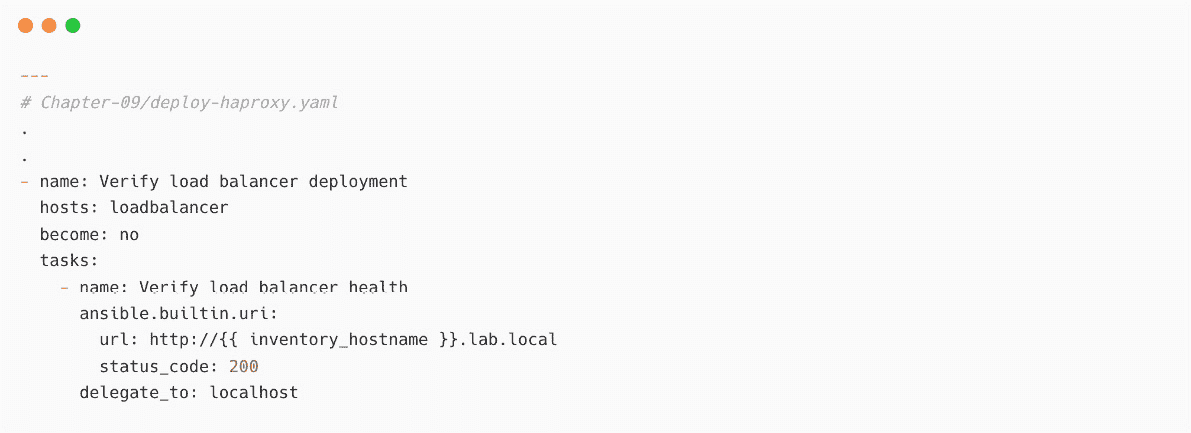 ---
# Chapter-09/deploy-haproxy.yaml
.
.
- name: Verify load balancer deployment
  hosts: loadbalancer
  become: no
  tasks:
    - name: Verify load balancer health
      ansible.builtin.uri:
        url: http://{{ inventory_hostname }}.lab.local
        status_code: 200
      delegate_to: localhost